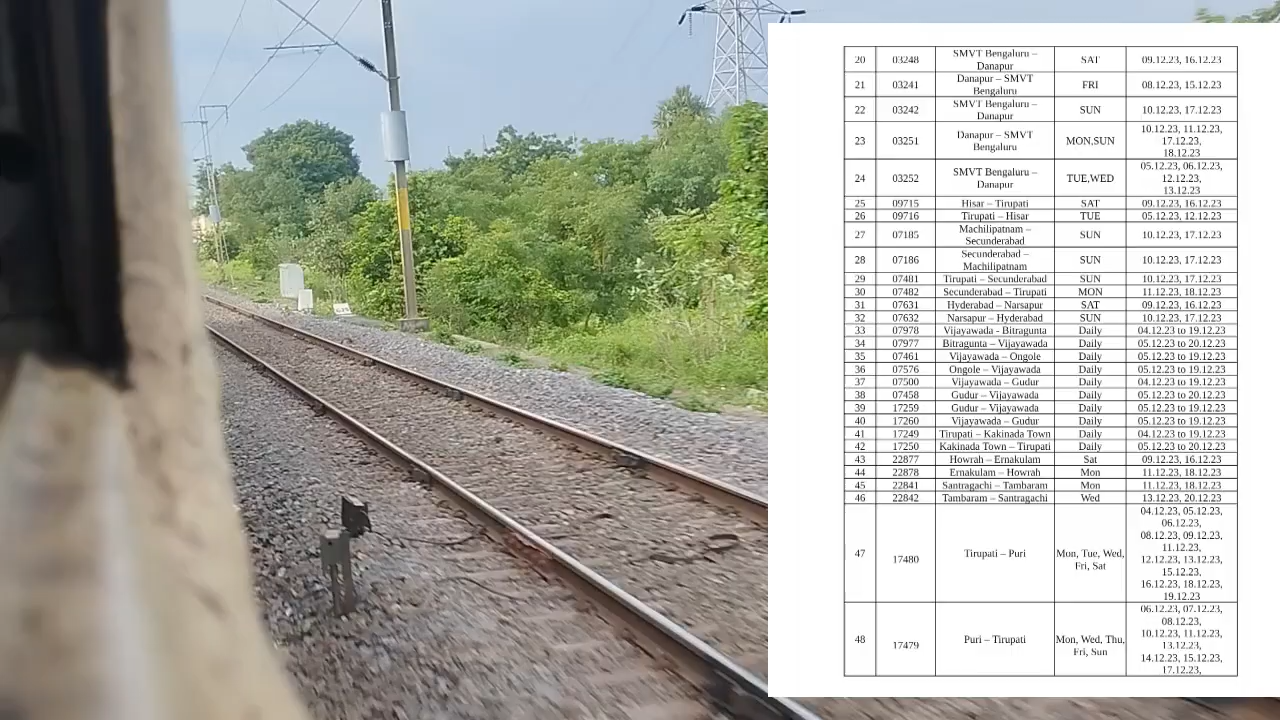 20 03248 SMVT Bengaluru – Danapur SAT 09.12.23, 16.12.23
21 03241 Danapur – SMVT Bengaluru FRI 08.12.23, 15.12.23
22 03242 SMVT Bengaluru – Danapur SUN 10.12.23, 17.12.23
23 03251 Danapur – SMVT Bengaluru MON,SUN 10.12.23, 11.12.23, 17.12.23, 18.12.23
24 03252 SMVT Bengaluru – Danapur TUE,WED 05.12.23, 06.12.23, 12.12.23, 13.12.23
25 09715 Hisar – Tirupati SAT 09.12.23, 16.12.23
26 09716 Tirupati – Hisar TUE 05.12.23, 12.12.23
27 07185 Machilipatnam – Secunderabad SUN 10.12.23, 17.12.23
28 07186 Secunderabad – Machilipatnam SUN 10.12.23, 17.12.23
29 07481 Tirupati – Secunderabad SUN 10.12.23, 17.12.23
30 07482 Secunderabad – Tirupati MON 11.12.23, 18.12.23
31 07631 Hyderabad – Narsapur SAT 09.12.23, 16.12.23
32 07632 Narsapur – Hyderabad SUN 10.12.23, 17.12.23
33 07978 Vijayawada - Bitragunta Daily 04.12.23 to 19.12.23
34 07977 Bitragunta – Vijayawada Daily 05.12.23 to 20.12.23
35 07461 Vijayawada – Ongole Daily 05.12.23 to 19.12.23
36 07576 Ongole – Vijayawada Daily 05.12.23 to 19.12.23
37 07500 Vijayawada – Gudur Daily 04.12.23 to 19.12.23
38 07458 Gudur – Vijayawada Daily 05.12.23 to 20.12.23
39 17259 Gudur – Vijayawada Daily 05.12.23 to 19.12.23
40 17260 Vijayawada – Gudur Daily 05.12.23 to 19.12.23
41 17249 Tirupati – Kakinada Town Daily 04.12.23 to 19.12.23
42 17250 Kakinada Town – Tirupati Daily 05.12.23 to 20.12.23
43 22877 Howrah – Ernakulam Sat 09.12.23, 16.12.23
44 22878 Ernakulam – Howrah Mon 11.12.23, 18.12.23
45 22841 Santragachi – Tambaram Mon 11.12.23, 18.12.23
46 22842 Tambaram – Santragachi Wed 13.12.23, 20.12.23
47 17480 Tirupati – Puri Mon, Tue, Wed, Fri, Sat 04.12.23, 05.12.23, 06.12.23, 08.12.23, 09.12.23, 11.12.23, 12.12.23, 13.12.23, 15.12.23, 16.12.23, 18.12.23, 19.12.23
48 17479 Puri – Tirupati Mon, Wed, Thu, Fri, Sun 06.12.23, 07.12.23, 08.12.23, 10.12.23, 11.12.23, 13.12.23, 14.12.23, 15.12.23, 17.12.23,